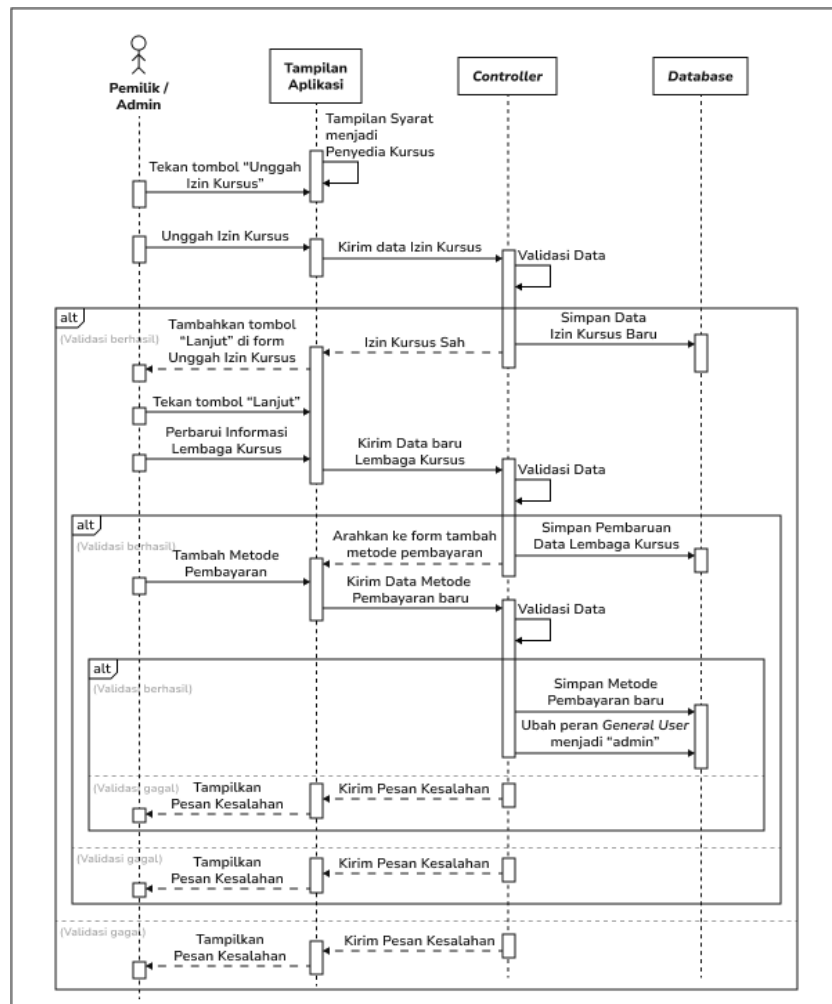 Pemilik /
Admin
Tampilan
Aplikasi
Controller
Database
Tampilan Syarat
menjadi
Penyedia Kursus
Tekan tombol “Unggah
Izin Kursus”
Unggah Izin Kursus
Kirim data Izin Kursus
Validasi Data
alt
(Validasi berhasil)
Tambahkan tombol
“Lanjut” di form
Unggah Izin Kursus
Izin Kursus Sah
Simpan Data
Izin Kursus Baru
Tekan tombol “Lanjut”
Perbarui Informasi
Lembaga Kursus
Kirim Data baru
Lembaga Kursus
Validasi Data
alt
(Validasi berhasil)
Arahkan ke form tambah
metode pembayaran
Simpan Pembaruan
Data Lembaga Kursus
Tambah Metode
Pembayaran
Kirim Data Metode
Pembayaran baru
Validasi Data
alt
(Validasi berhasil)
Simpan Metode
Pembayaran baru
Ubah peran General User
menjadi “admin”
(Validasi gagal)
Tampilkan
Pesan Kesalahan
Kirim Pesan Kesalahan
(Validasi gagal)
Tampilkan
Pesan Kesalahan
Kirim Pesan Kesalahan
(Validasi gagal)
Tampilkan
Pesan Kesalahan
Kirim Pesan Kesalahan